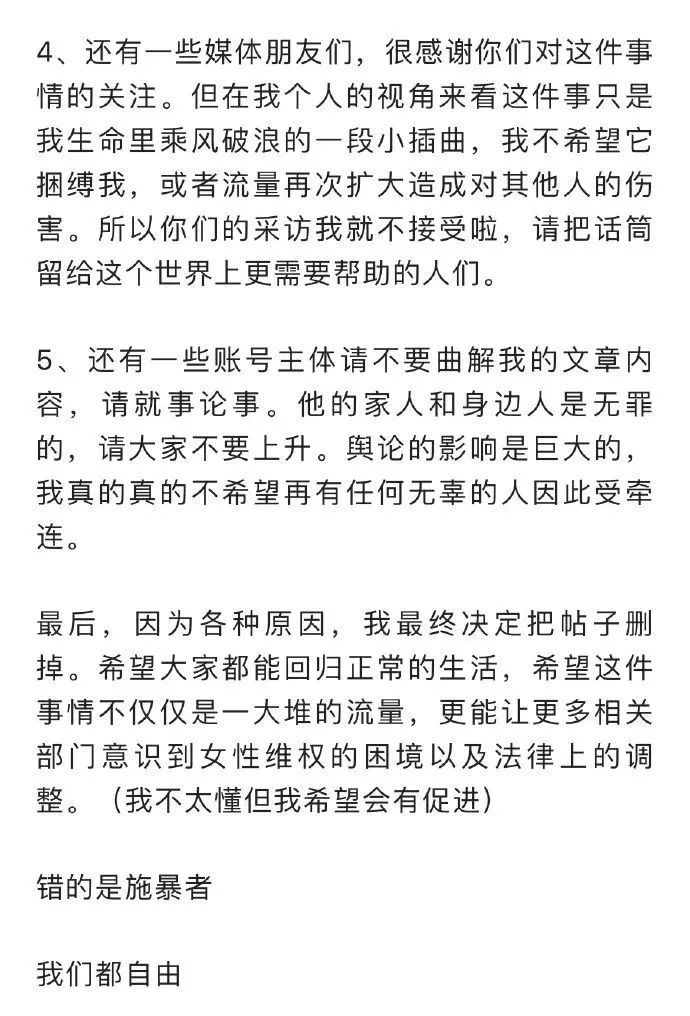 4、还有一些媒体朋友们，很感谢你们对这件事
情的关注。但在我个人的视角来看这件事只是
我生命里乘风破浪的一段小插曲，我不希望它
捆缚我，或者流量再次扩大造成对其他人的伤
害。所以你们的采访我就不接受啦，请把话筒
留给这个世界上更需要帮助的人们。
5、还有一些账号主体请不要曲解我的文章内
容，请就事论事。他的家人和身边人是无罪
的，请大家不要上升。舆论的影响是巨大的，
我真的真的不希望再有任何无辜的人因此受牵
连。
最后，因为各种原因，我最终决定把帖子删
掉。希望大家都能回归正常的生活，希望这件
事情不仅仅是一大堆的流量，更能让更多相关
部门意识到女性维权的困境以及法律上的调
整。（我不太懂但我希望会有促进）
错的是施暴者
我们都自由